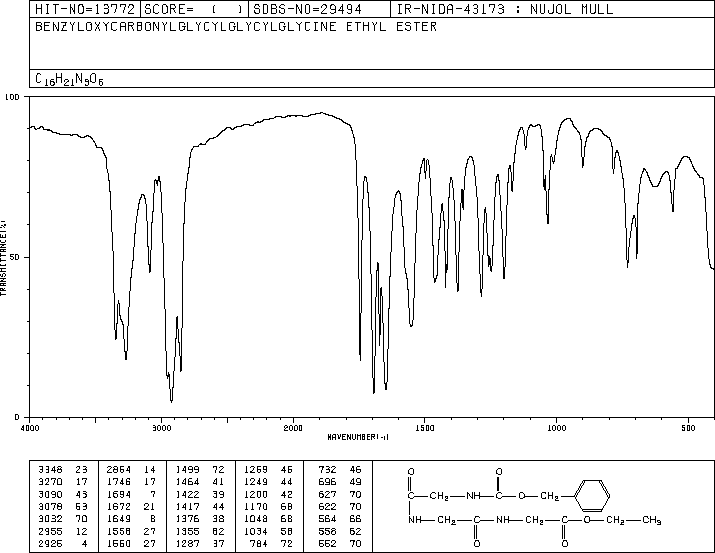 HIT-NO=13772 SCORE= ( ) SDBS-NO=29494 IR-NIDA-43173 : NUJOL MULL
BENZYLOXYCARBONYLGLYCYLGLYCYLGLYCINE ETHYL ESTER
C16H21N3O6
100
50
0
TRANSMITTANCE(%)
4000 3000 2000 1500 1000 500
WAVENUMBER(-1)
3348 23 2864 14 1499 72 1269 46 732 46
3270 17 1746 17 1464 41 1249 44 696 49
3090 43 1694 7 1422 39 1200 42 627 70
3078 63 1672 21 1417 44 1170 68 622 70
3032 70 1649 8 1376 38 1048 68 564 66
2955 12 1558 27 1355 62 1034 58 558 62
2925 4 1550 27 1287 37 784 72 552 70
O O
C—CH2—NH—C—O—CH2
NH—CH2—C—NH—CH2—C—O—CH2—CH3
O O